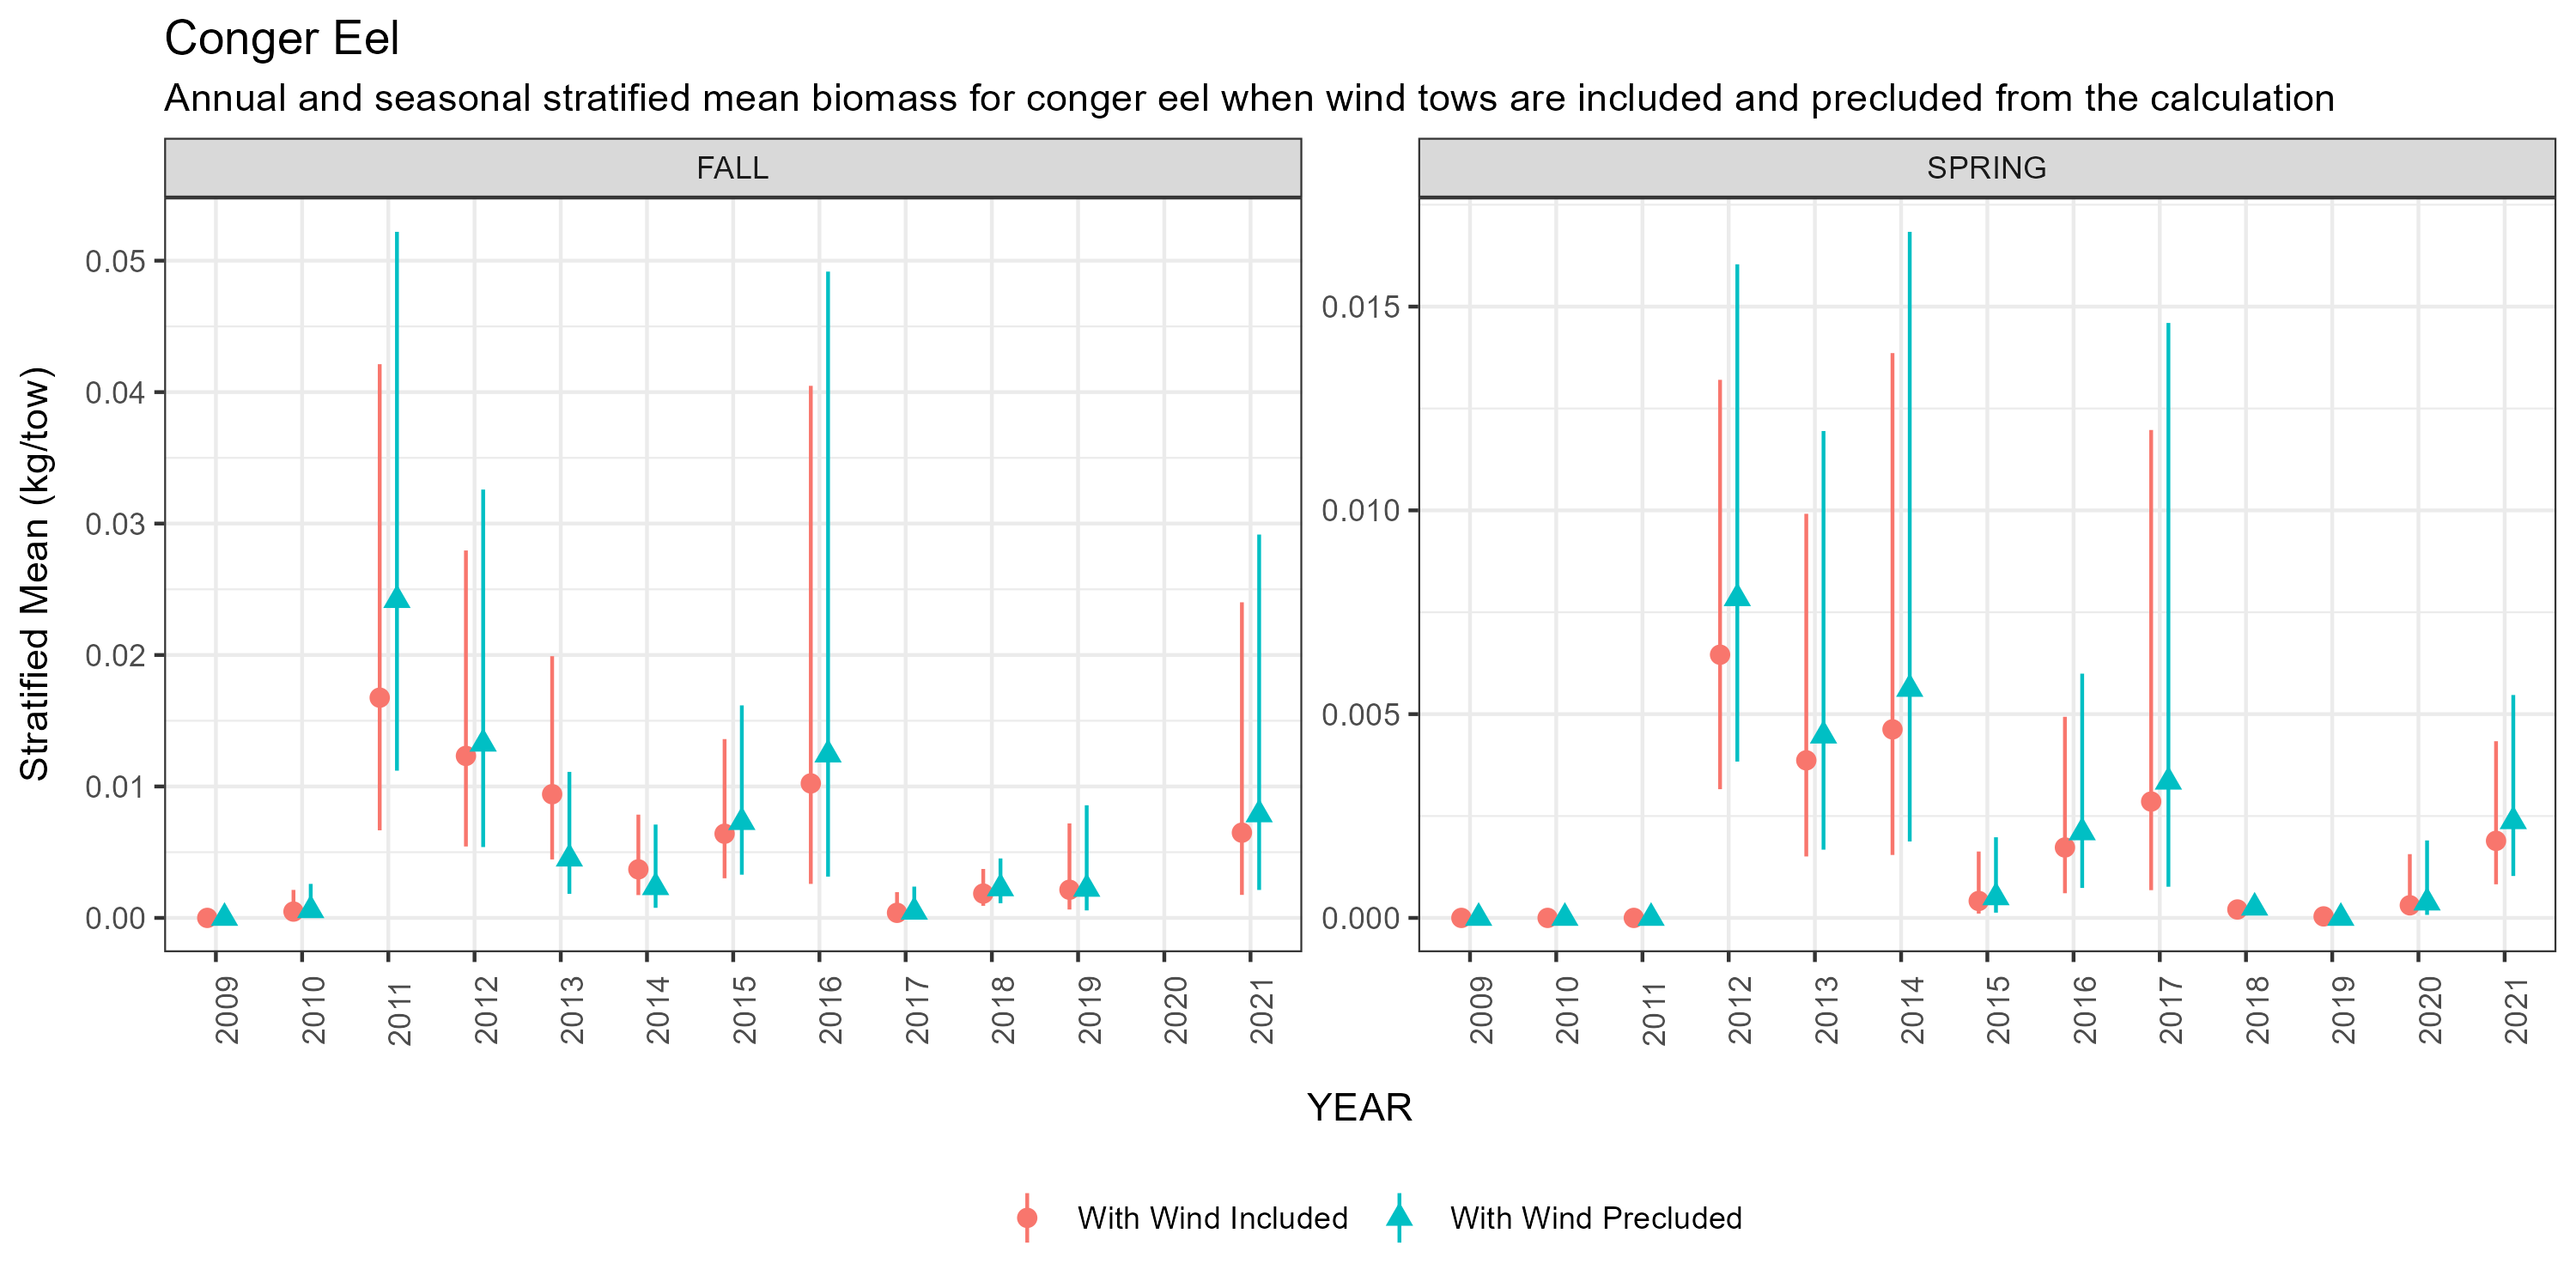 Conger Eel
Annual and seasonal stratified mean biomass for conger eel when wind tows are included and precluded from the calculation
FALL
SPRING
Stratified Mean (kg/tow)
0.05
0.04
0.03
0.02
0.01
0.00
0.015
0.010
0.005
0.000
2009 2010 2011 2012 2013 2014 2015 2016 2017 2018 2019 2020 2021
2009 2010 2011 2012 2013 2014 2015 2016 2017 2018 2019 2020 2021
YEAR
With Wind Included With Wind Precluded